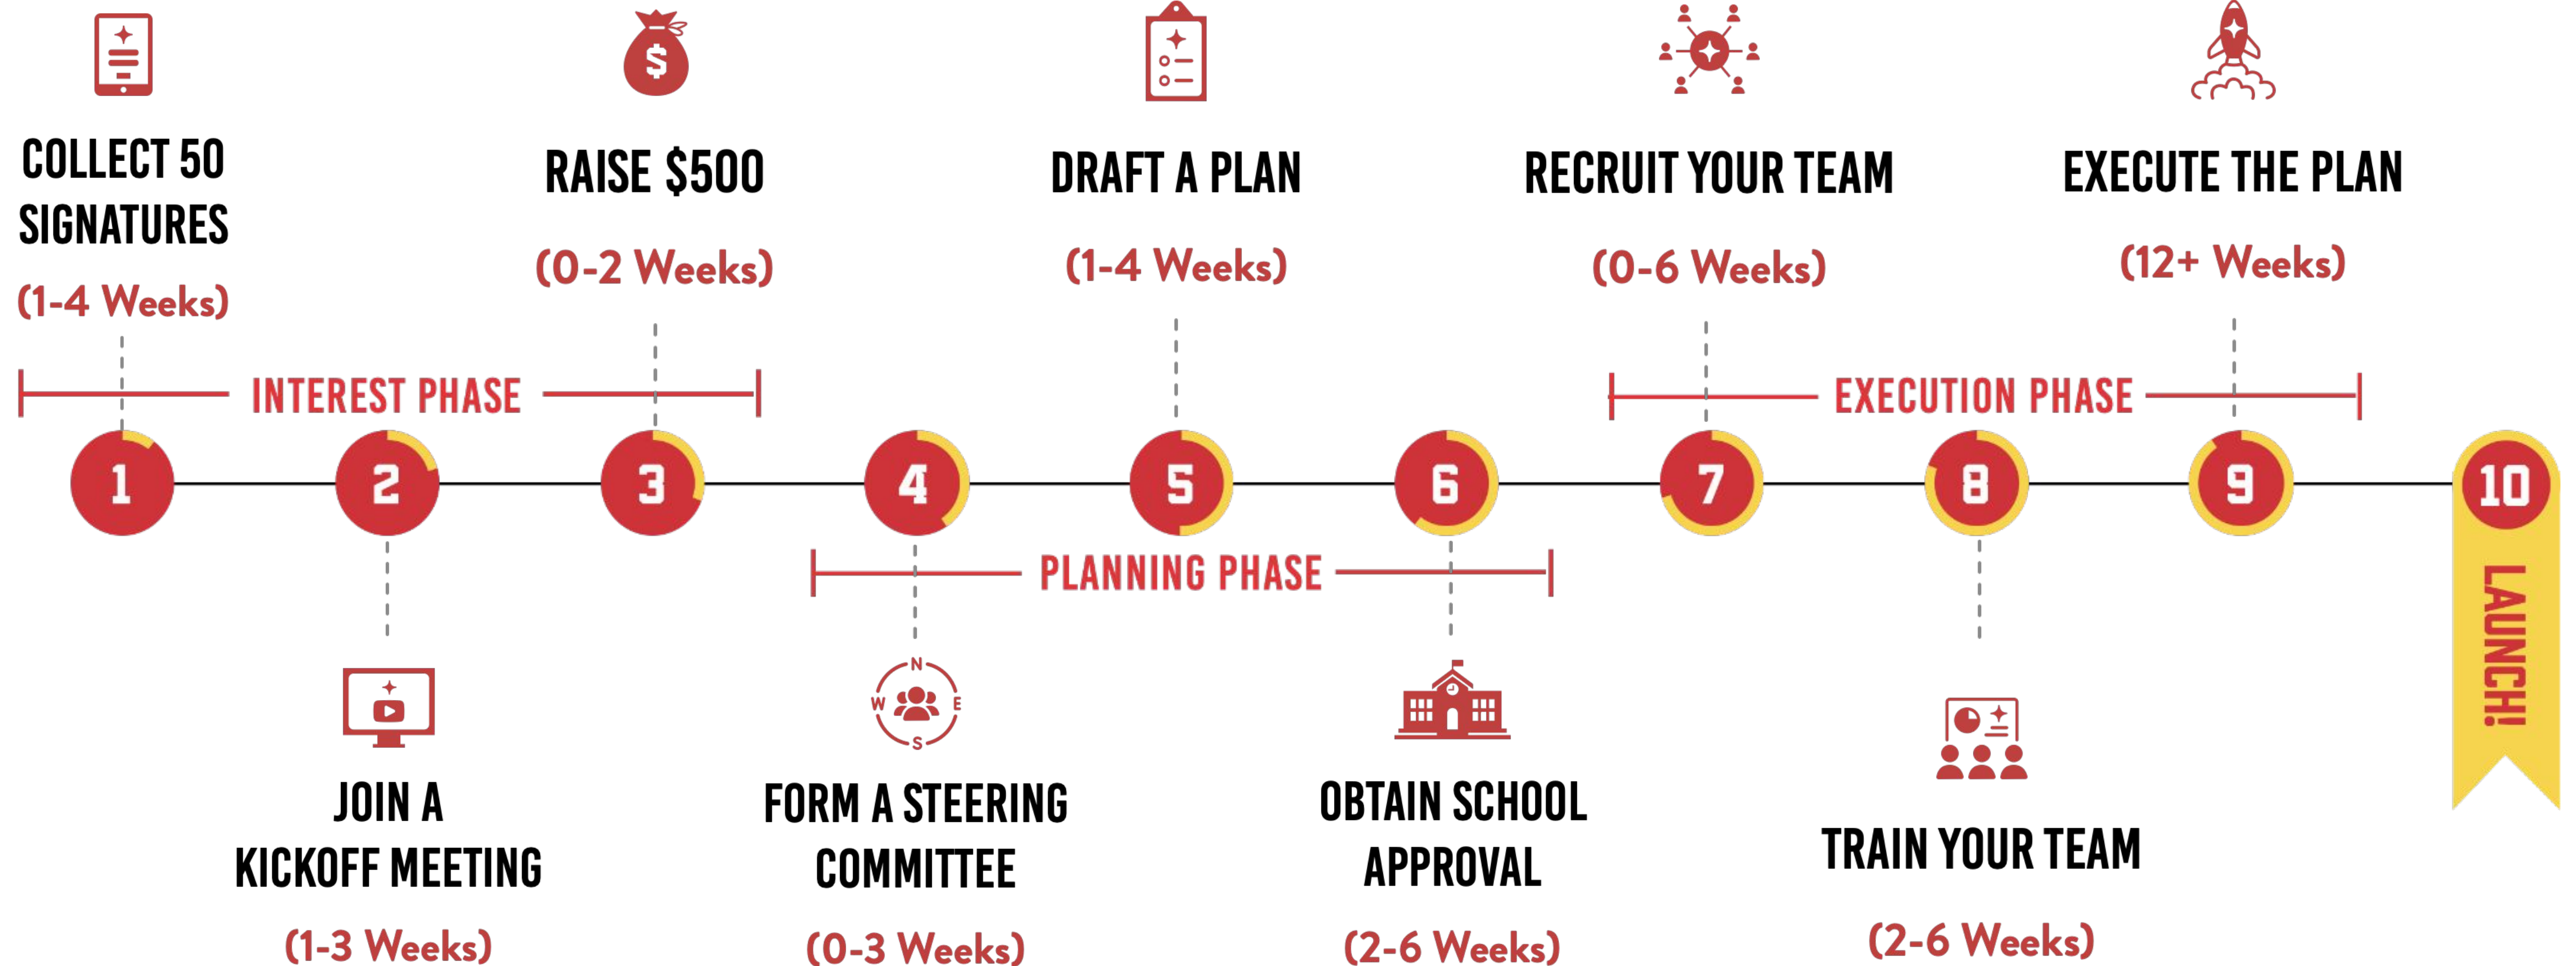 COLLECT 50
SIGNATURES
(1-4 Weeks)
$
RAISE $500
(0-2 Weeks)
DRAFT A PLAN
(1-4 Weeks)
RECRUIT YOUR TEAM
(0-6 Weeks)
EXECUTE THE PLAN
(12+ Weeks)
INTEREST PHASE
EXECUTION PHASE
1
2
3
4
5
6
7
8
9
10
LAUNCH!
PLANNING PHASE
JOIN A
KICKOFF MEETING
(1-3 Weeks)
N
W
E
S
FORM A STEERING
COMMITTEE
(0-3 Weeks)
OBTAIN SCHOOL
APPROVAL
(2-6 Weeks)
TRAIN YOUR TEAM
(2-6 Weeks)